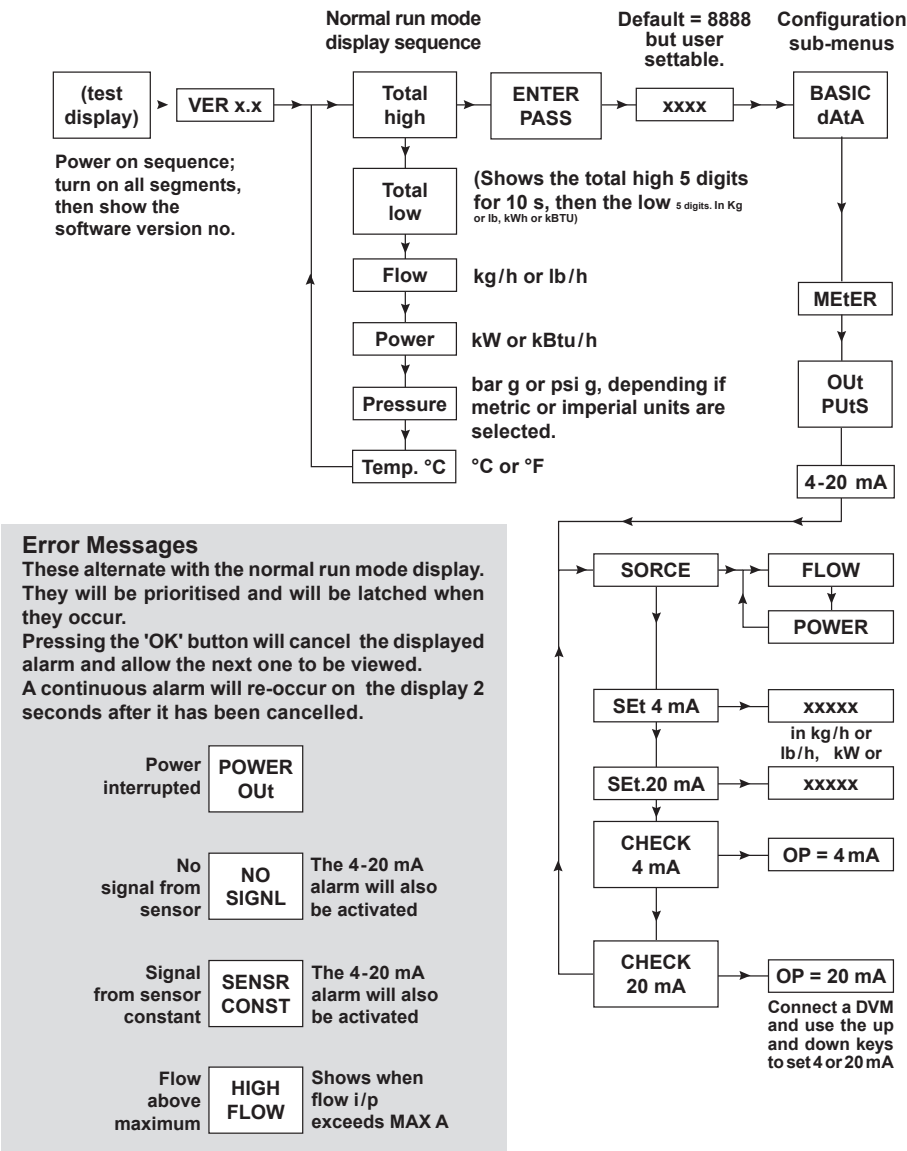 Normal run mode
display sequence
Default = 8888
but user
settable.
Configuration
sub-menus
(test
display)
VER x.x
Total
high
ENTER
PASS
xxxx
BASIC
dAtA
Power on sequence;
turn on all segments,
then show the
software version no.
Total
low
(Shows the total high 5 digits
for 10 s, then the low 5 digits. In Kg
or lb, kWh or kBTU)
Flow
kg/h or lb/h
MEtER
Power
kW or kBtu/h
OUt
PUtS
Pressure
bar g or psi g, depending if
metric or imperial units are
selected.
Temp. °C
°C or °F
4-20 mA
Error Messages
These alternate with the normal run mode display.
They will be prioritised and will be latched when
they occur.
Pressing the 'OK' button will cancel the displayed
alarm and allow the next one to be viewed.
A continuous alarm will re-occur on the display 2
seconds after it has been cancelled.
Power
interrupted
POWER
OUt
No
signal from
sensor
NO
SIGNL
The 4-20 mA
alarm will also
be activated
Signal
from sensor
constant
SENSR
CONST
The 4-20 mA
alarm will also
be activated
Flow
above
maximum
HIGH
FLOW
Shows when
flow i/p
exceeds MAX A
SORCE
FLOW
POWER
SEt 4 mA
xxxxx
in kg/h or
lb/h, kW or
SEt.20 mA
xxxxx
CHECK
4 mA
OP = 4 mA
CHECK
20 mA
OP = 20 mA
Connect a DVM
and use the up
and down keys
to set 4 or 20 mA